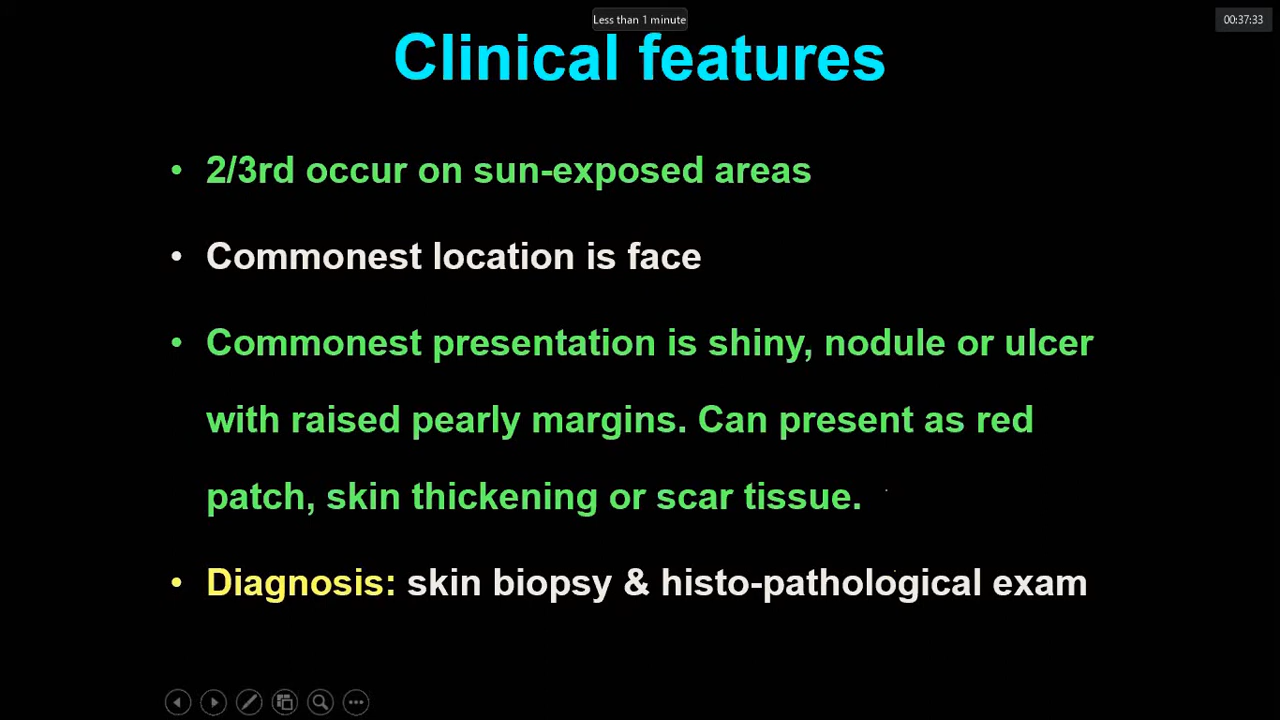 Less than 1 minute
00:37:33
Clinical features
• 2/3rd occur on sun-exposed areas
• Commonest location is face
• Commonest presentation is shiny, nodule or ulcer
with raised pearly margins. Can present as red
patch, skin thickening or scar tissue.
• Diagnosis: skin biopsy & histo-pathological exam